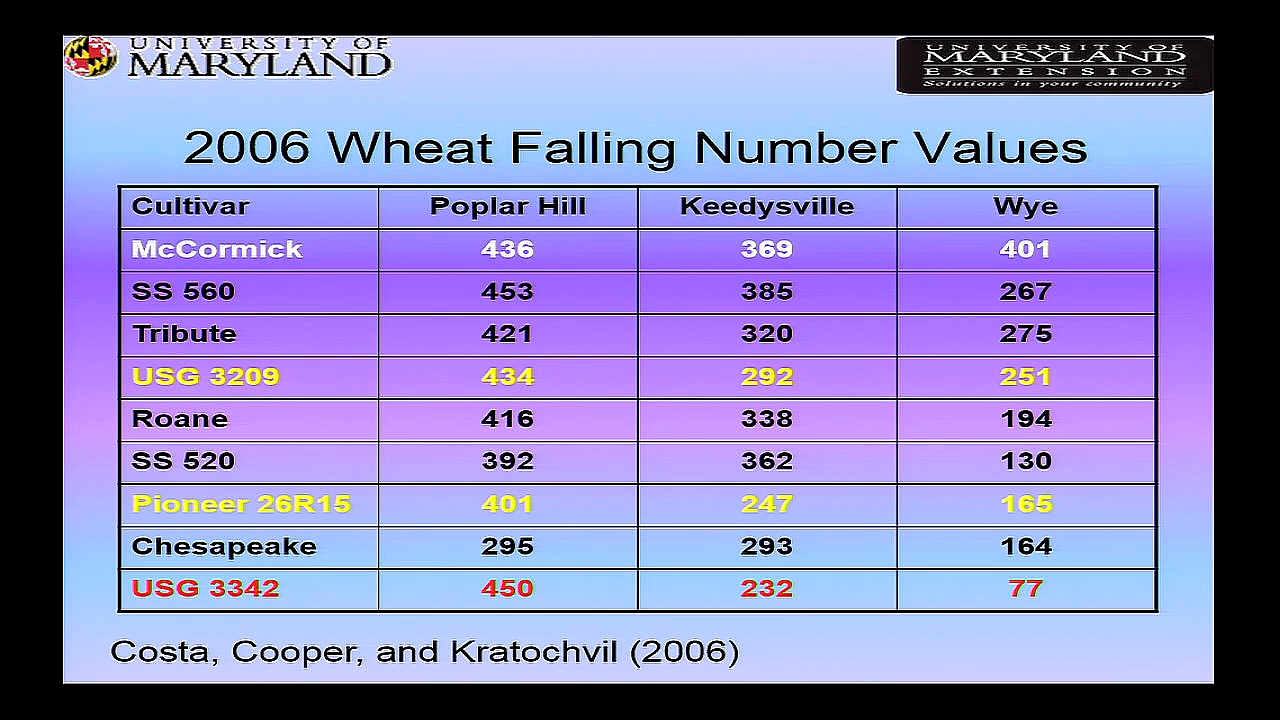 UNIVERSITY OF
MARYLAND
UNIVERSITY OF
MARYLAND
EXTENSION
Solutions in your community
2006 Wheat Falling Number Values
Cultivar Poplar Hill Keedysville Wye
McCormick 436 369 401
SS 560 453 385 267
Tribute 421 320 275
USG 3209 434 292 251
Roane 416 338 194
SS 520 392 362 130
Pioneer 26R15 401 247 165
Chesapeake 295 293 164
USG 3342 450 232 77
Costa, Cooper, and Kratochvil (2006)